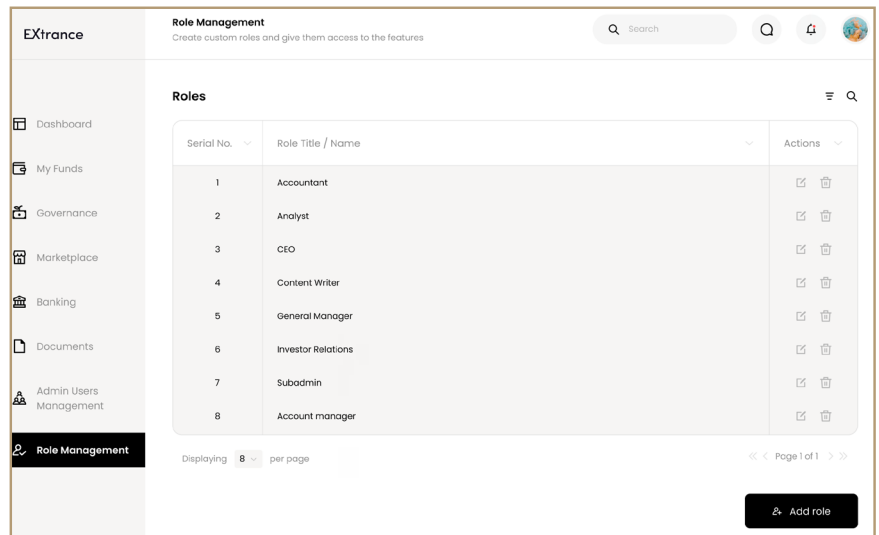 EXtrance
Role Management
Create custom roles and give them access to the features
Search
Dashboard
My Funds
Governance
Marketplace
Banking
Documents
Admin Users
Management
Role Management
Roles
Serial No. Role Title / Name Actions
1 Accountant
2 Analyst
3 CEO
4 Content Writer
5 General Manager
6 Investor Relations
7 Subadmin
8 Account manager
Displaying 8 per page
Page 1 of 1
Add role